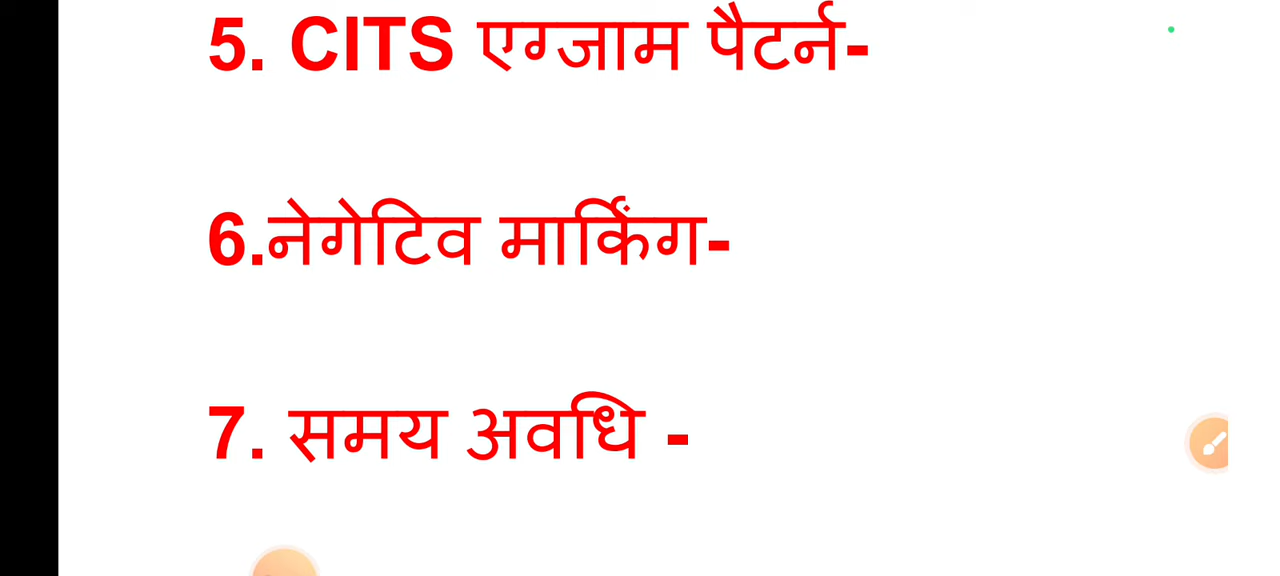 5. CITS एग्जाम पैटर्न-
6.नेगेटिव मार्किंग-
7. समय अवधि -